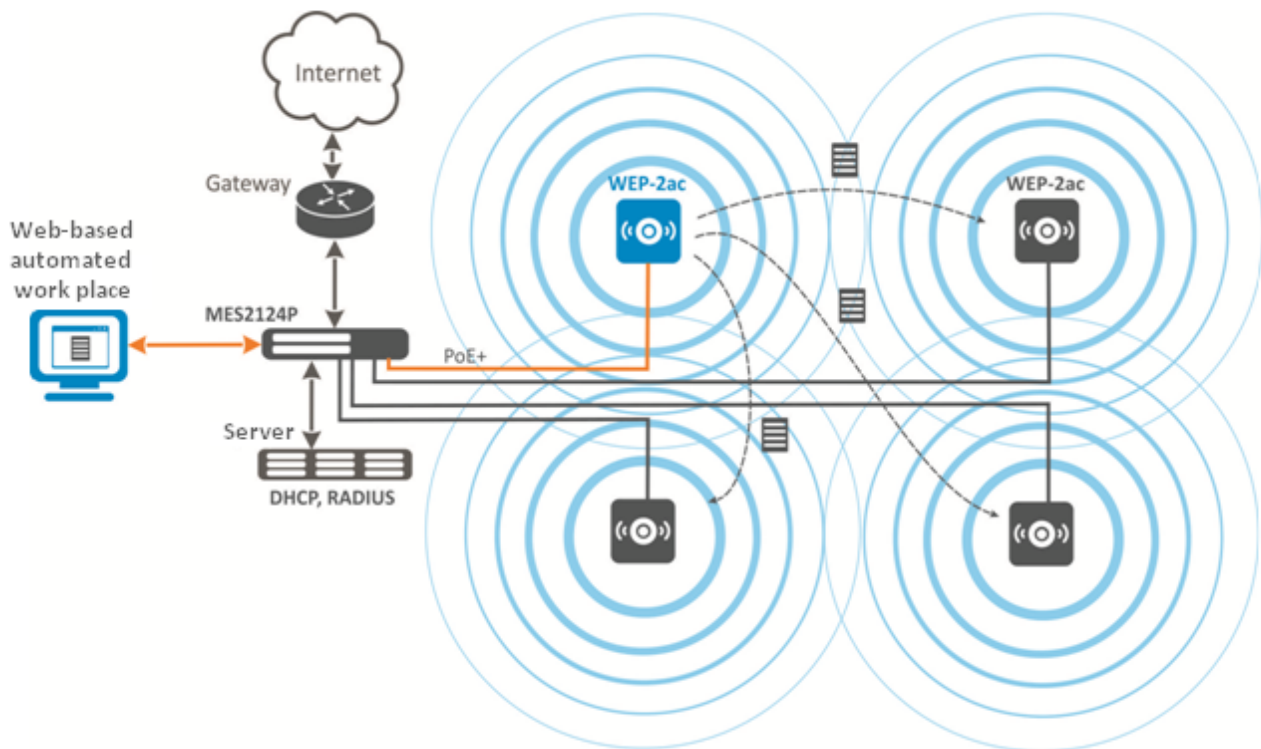 Internet
Gateway
WEP-2ac
WEP-2ac
Web-based
automated
work place
MES2124P
PoE+
Server
DHCP, RADIUS